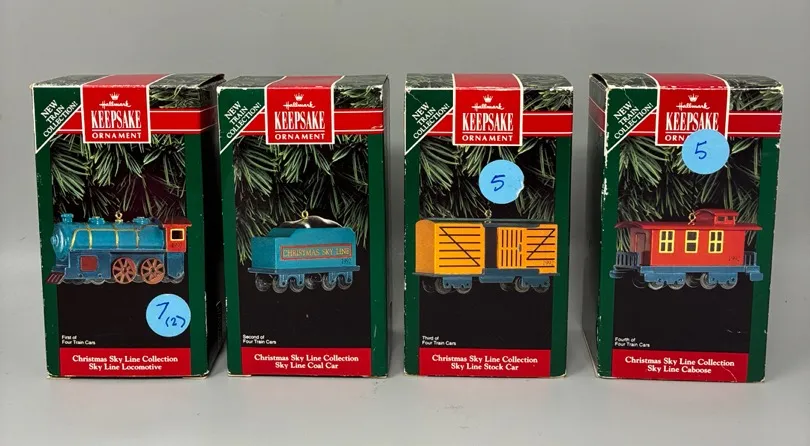 NEW
TRAIN
COLLECTION!
Hallmark
KEEPSAKE
ORNAMENT
7 (2)
First of
Four Train Cars
Christmas Sky Line Collection
Sky Line Locomotive
NEW
TRAIN
COLLECTION!
Hallmark
KEEPSAKE
ORNAMENT
CHRISTMAS SKY LINE
Second of
Four Train Cars
Christmas Sky Line Collection
Sky Line Coal Car
NEW
TRAIN
COLLECTION!
Hallmark
KEEPSAKE
ORNAMENT
5
Third of
Four Train Cars
Christmas Sky Line Collection
Sky Line Stock Car
NEW
TRAIN
COLLECTION!
Hallmark
KEEPSAKE
5
Fourth of
Four Train Cars
Christmas Sky Line Collection
Sky Line Caboose